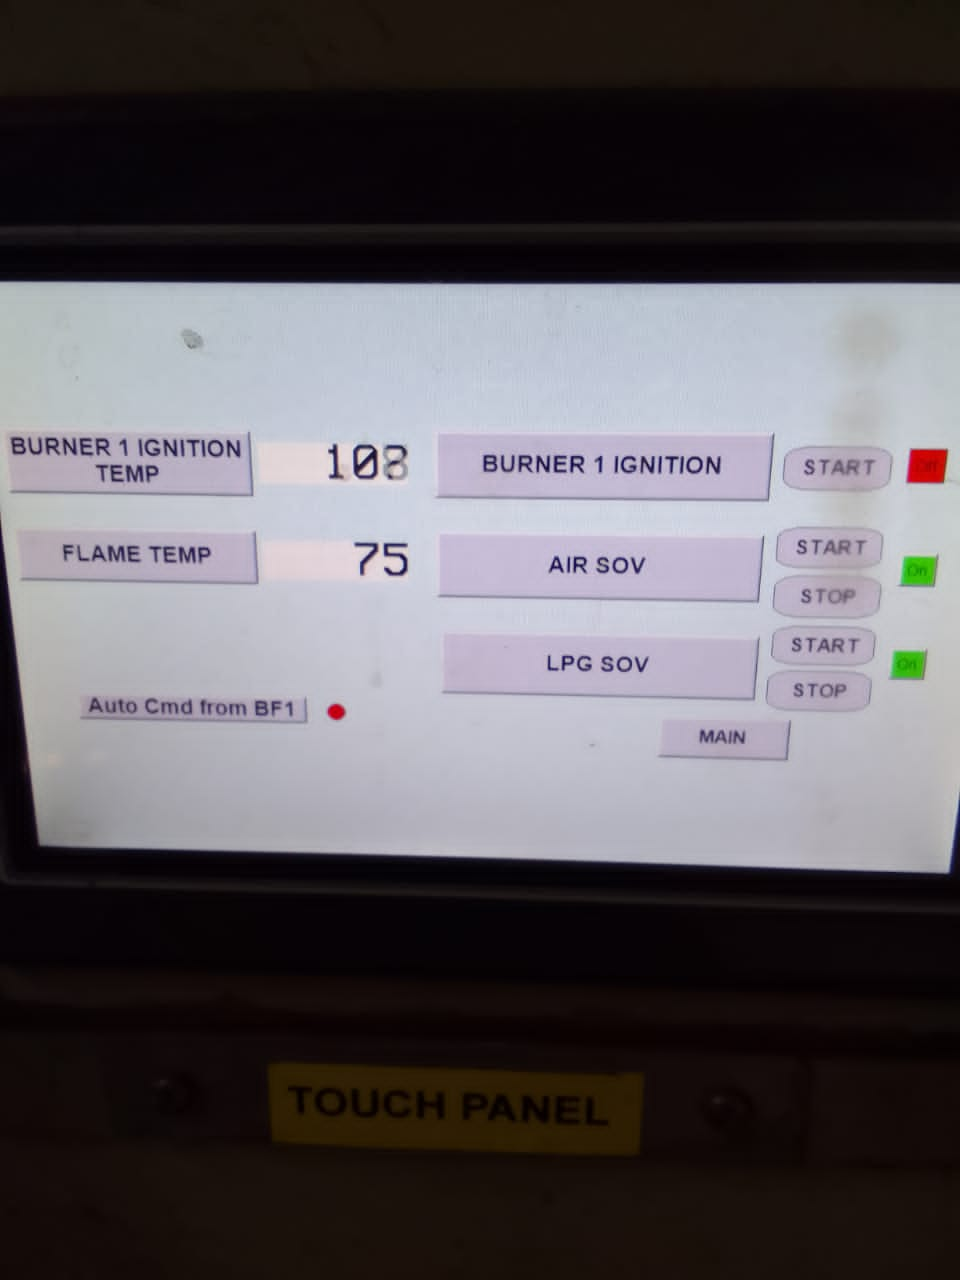 BURNER 1 IGNITION
TEMP
BURNER 1 IGNITION
START
Off
FLAME TEMP
75
AIR SOV
START
On
STOP
LPG SOV
START
On
STOP
Auto Cmd from BF1
MAIN
TOUCH PANEL